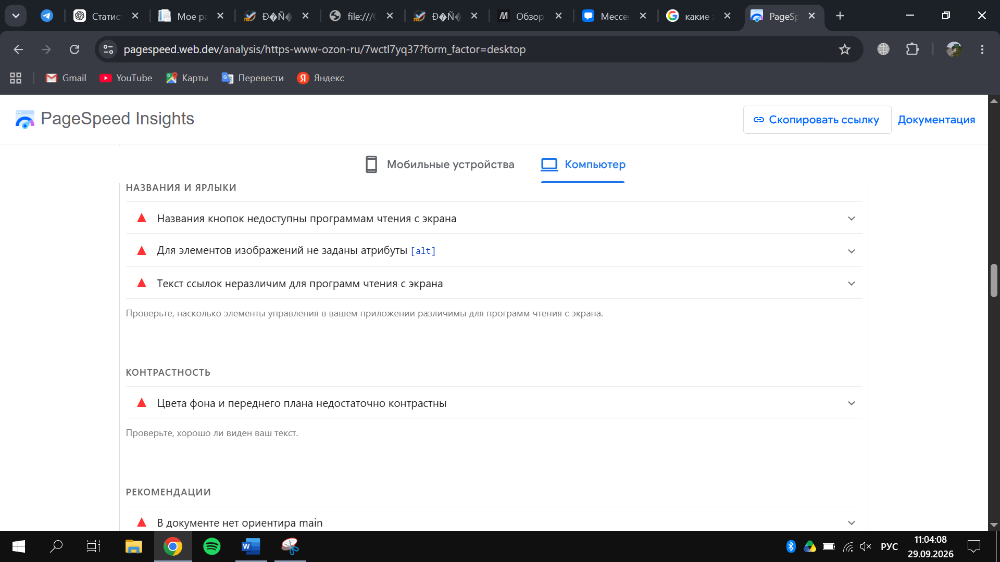 Статис
Мое ра
Ð�Ñ�
file:///C
Ð�Ñ�
Обзор
Мессе
какие
PageSp
pagespeed.web.dev/analysis/https-www-ozon-ru/7wctl7yq37?form_factor=desktop
Gmail
YouTube
Карты
Перевести
Яндекс
PageSpeed Insights
Скопировать ссылку
Документация
Мобильные устройства
Компьютер
НАЗВАНИЯ И ЯРЛЫКИ
Названия кнопок недоступны программам чтения с экрана
Для элементов изображений не заданы атрибуты [alt]
Текст ссылок неразличим для программ чтения с экрана
Проверьте, насколько элементы управления в вашем приложении различимы для программ чтения с экрана.
КОНТРАСТНОСТЬ
Цвета фона и переднего плана недостаточно контрастны
Проверьте, хорошо ли виден ваш текст.
РЕКОМЕНДАЦИИ
В документе нет ориентира main
РУС
11:04:08
29.09.2026